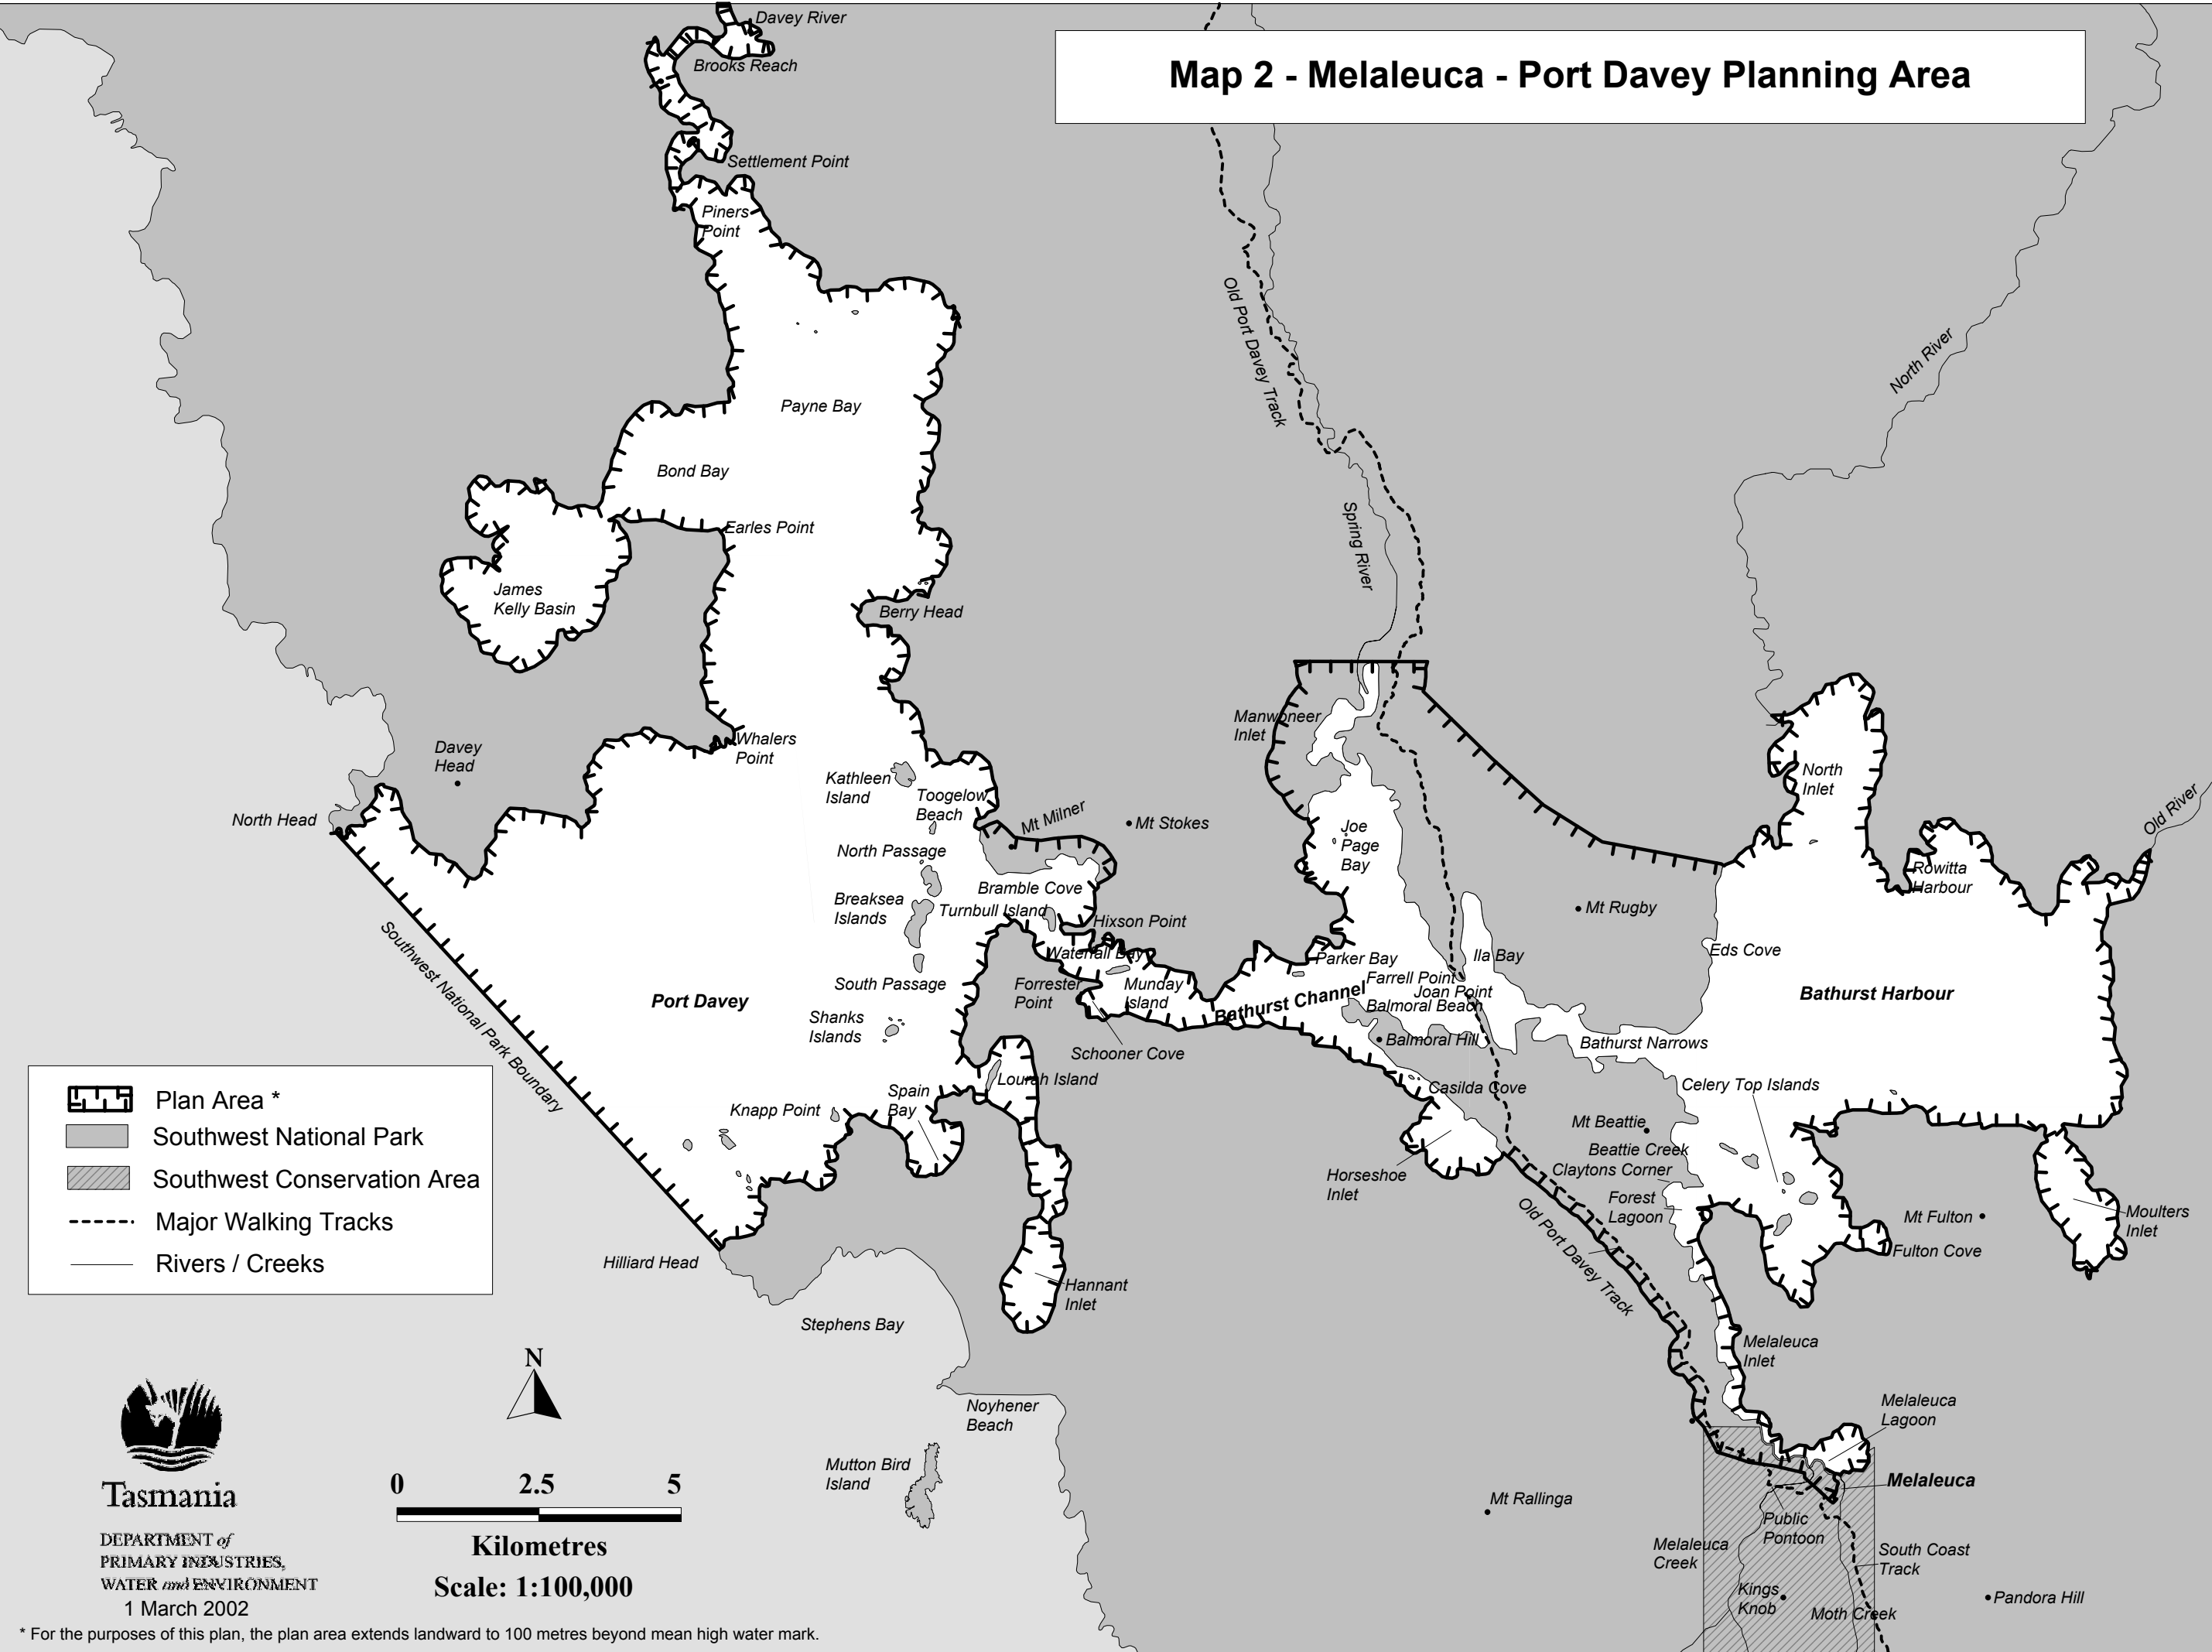 Map 2 - Melaleuca - Port Davey Planning Area
Davey River
Brooks Reach
Settlement Point
Piners
Point
Old Port Davey Track
North River
Payne Bay
Bond Bay
Earles Point
Spring River
James
Kelly Basin
Berry Head
Manwoneer
Inlet
Whalers
Point
Davey
Head
North Head
Kathleen
Island
Toogelow
Beach
Mt Milner
Mt Stokes
North
Inlet
Old River
Joe
Page
Bay
North Passage
Bramble Cove
Breaksea
Islands
Turnbull Island
Hixson Point
Mt Rugby
Rowitta
Harbour
Waterfall Bay
Parker Bay
Ila Bay
Eds Cove
South Passage
Forrester
Point
Munday
Island
Farrell Point
Joan Point
Bathurst Channel
Balmoral Beach
Bathurst Harbour
Port Davey
Southwest National Park Boundary
Shanks
Islands
Schooner Cove
Balmoral Hill
Bathurst Narrows
Lourah Island
Casilda Cove
Celery Top Islands
Spain
Bay
Knapp Point
Mt Beattie
Beattie Creek
Claytons Corner
Horseshoe
Inlet
Forest
Lagoon
Mt Fulton
Fulton Cove
Moulters
Inlet
Old Port Davey Track
Hilliard Head
Hannant
Inlet
Stephens Bay
Melaleuca
Inlet
Noyhener
Beach
Melaleuca
Lagoon
Mutton Bird
Island
Melaleuca
Mt Rallinga
Public
Pontoon
Melaleuca
Creek
South Coast
Track
Kings
Knob
Moth Creek
Pandora Hill
Plan Area *
Southwest National Park
Southwest Conservation Area
Major Walking Tracks
Rivers / Creeks
N
0 2.5 5
Kilometres
Scale: 1:100,000
Tasmania
DEPARTMENT of
PRIMARY INDUSTRIES,
WATER and ENVIRONMENT
1 March 2002
* For the purposes of this plan, the plan area extends landward to 100 metres beyond mean high water mark.